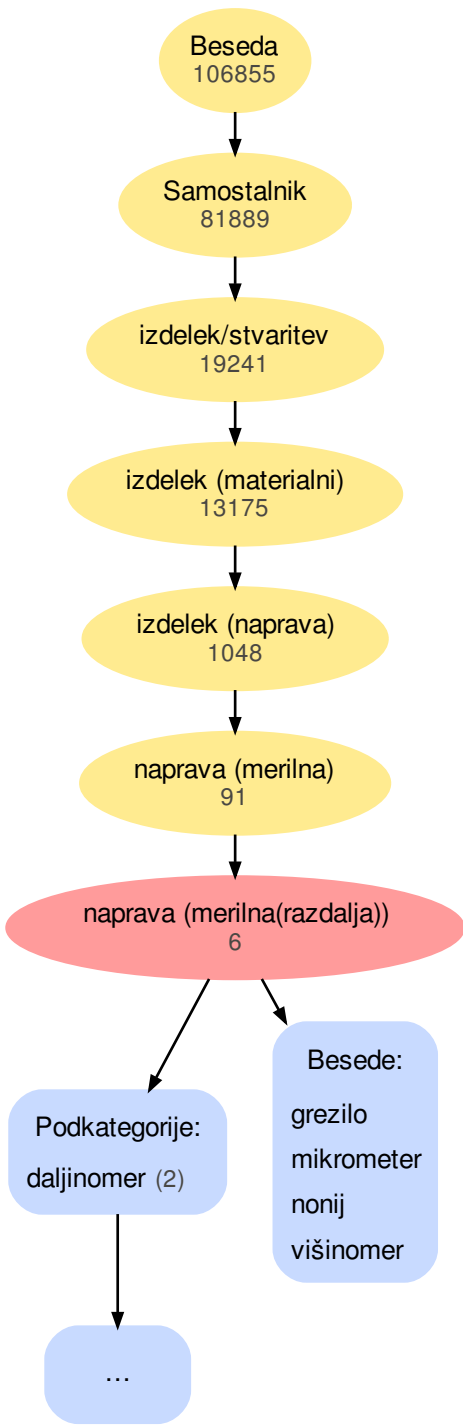 Beseda
106855
Samostalnik
81889
izdelek/stvaritev
19241
izdelek (materialni)
13175
izdelek (naprava)
1048
naprava (merilna)
91
naprava (merilna(razdalja))
6
Podkategorije:
daljinomer (2)
Besede:
grezilo
mikrometer
nonij
višinomer
...